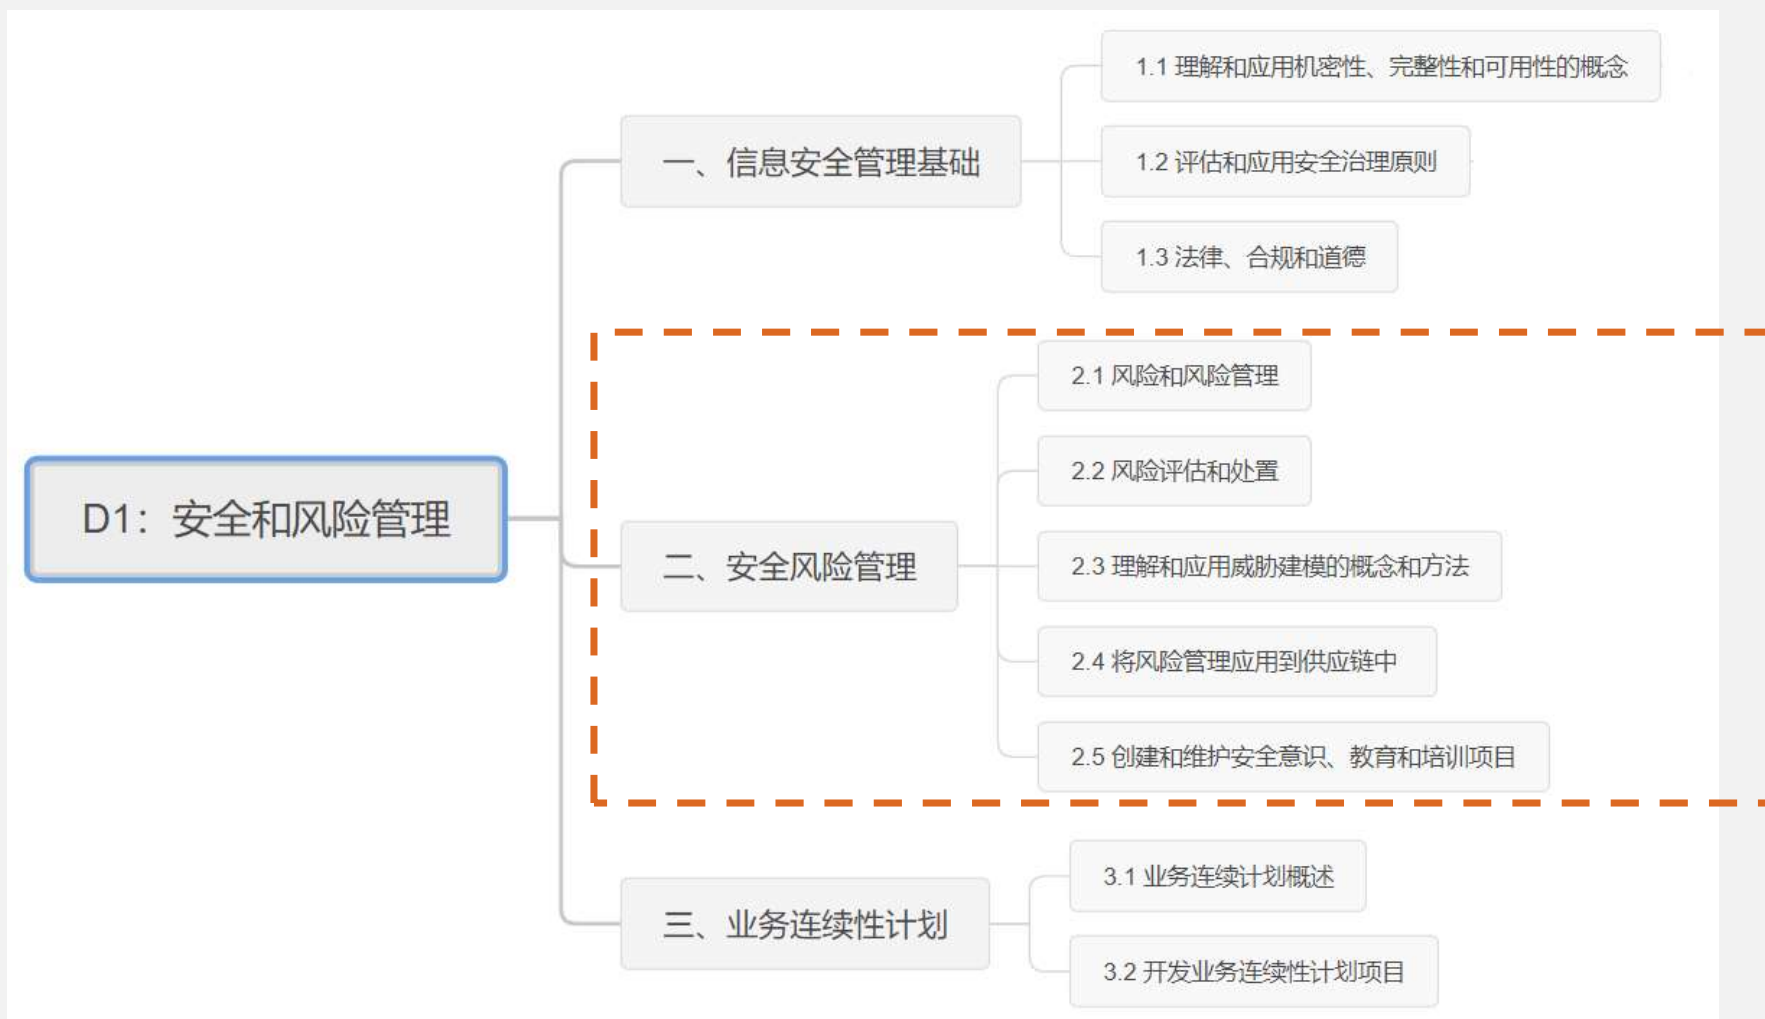 D1：安全和风险管理
一、信息安全管理基础
1.1 理解和应用机密性、完整性和可用性的概念
1.2 评估和应用安全治理原则
1.3 法律、合规和道德
二、安全风险管理
2.1 风险和风险管理
2.2 风险评估和处置
2.3 理解和应用威胁建模的概念和方法
2.4 将风险管理应用到供应链中
2.5 创建和维护安全意识、教育和培训项目
三、业务连续性计划
3.1 业务连续计划概述
3.2 开发业务连续性计划项目